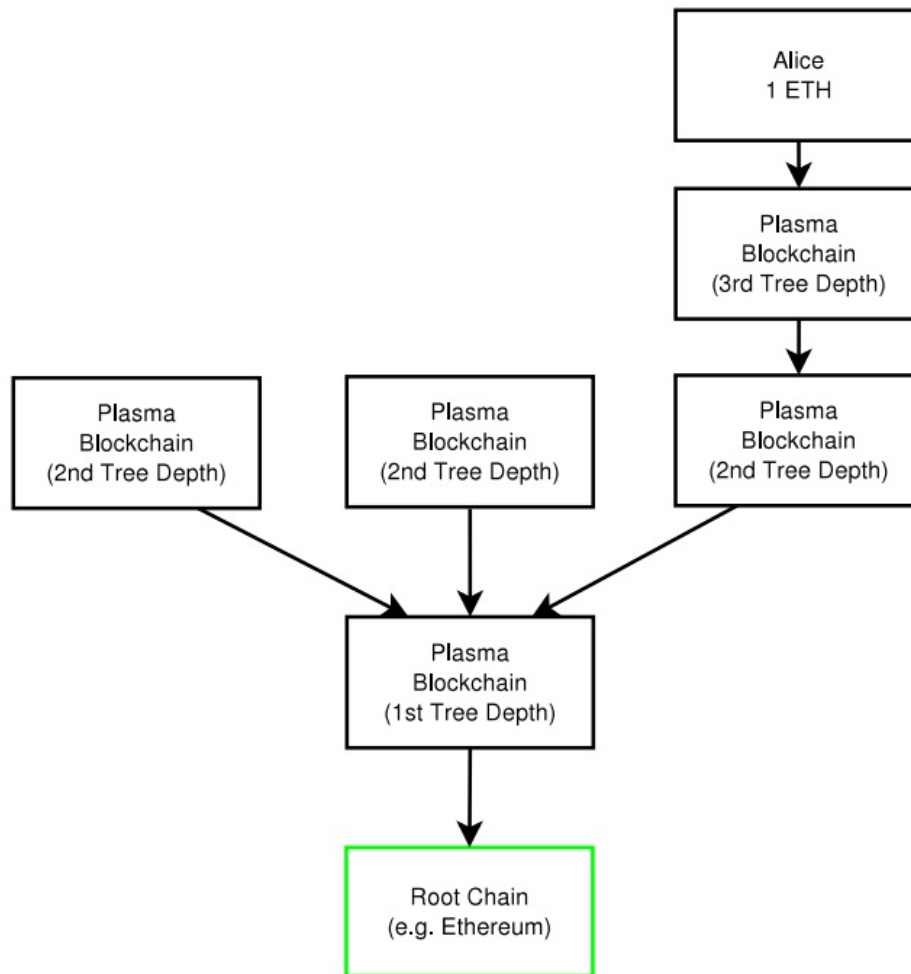 Alice
1 ETH
Plasma
Blockchain
(3rd Tree Depth)
Plasma
Blockchain
(2nd Tree Depth)
Plasma
Blockchain
(2nd Tree Depth)
Plasma
Blockchain
(2nd Tree Depth)
Plasma
Blockchain
(1st Tree Depth)
Root Chain
(e.g. Ethereum)